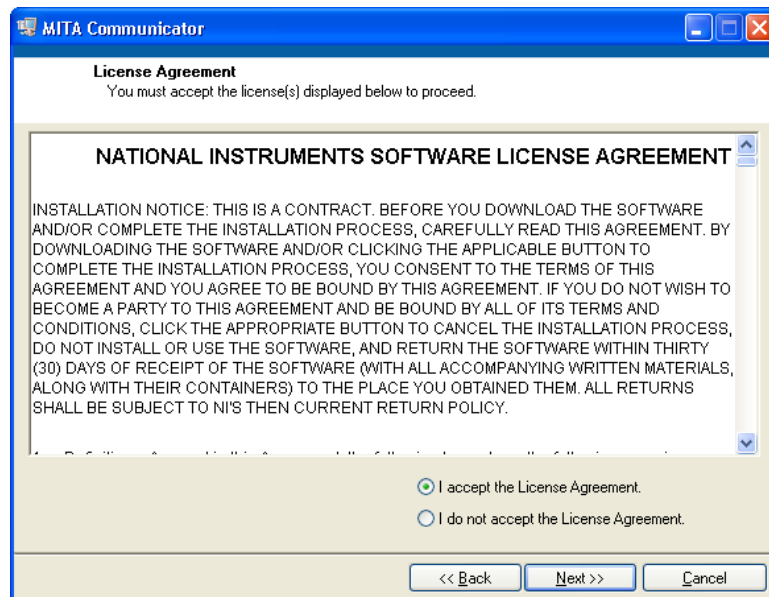 MITA Communicator
License Agreement
You must accept the license(s) displayed below to proceed.
NATIONAL INSTRUMENTS SOFTWARE LICENSE AGREEMENT
INSTALLATION NOTICE: THIS IS A CONTRACT. BEFORE YOU DOWNLOAD THE SOFTWARE
AND/OR COMPLETE THE INSTALLATION PROCESS, CAREFULLY READ THIS AGREEMENT. BY
DOWNLOADING THE SOFTWARE AND/OR CLICKING THE APPLICABLE BUTTON TO
COMPLETE THE INSTALLATION PROCESS, YOU CONSENT TO THE TERMS OF THIS
AGREEMENT AND YOU AGREE TO BE BOUND BY THIS AGREEMENT. IF YOU DO NOT WISH TO
BECOME A PARTY TO THIS AGREEMENT AND BE BOUND BY ALL OF ITS TERMS AND
CONDITIONS, CLICK THE APPROPRIATE BUTTON TO CANCEL THE INSTALLATION PROCESS,
DO NOT INSTALL OR USE THE SOFTWARE, AND RETURN THE SOFTWARE WITHIN THIRTY
(30) DAYS OF RECEIPT OF THE SOFTWARE (WITH ALL ACCOMPANYING WRITTEN MATERIALS,
ALONG WITH THEIR CONTAINERS) TO THE PLACE YOU OBTAINED THEM. ALL RETURNS
SHALL BE SUBJECT TO NI'S THEN CURRENT RETURN POLICY.
I accept the License Agreement.
I do not accept the License Agreement.
<< Back
Next >>
Cancel